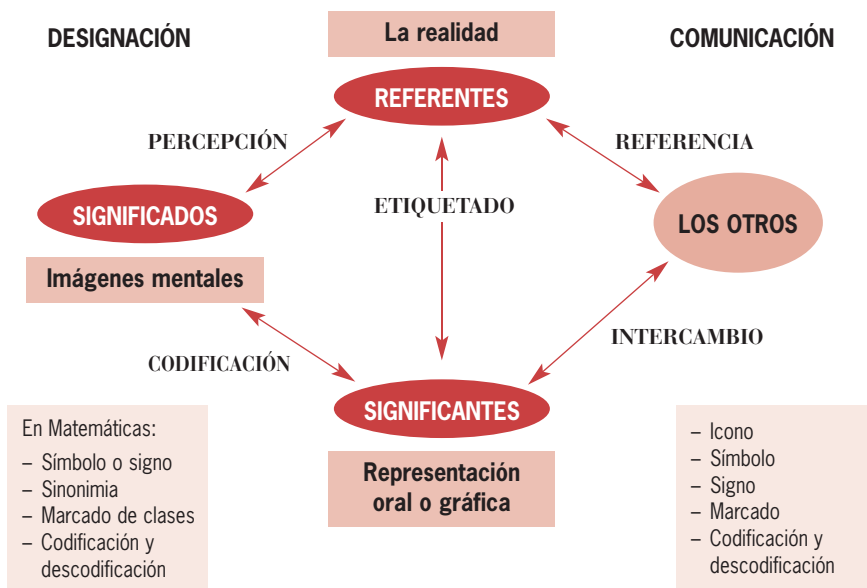 DESIGNACIÓN
La realidad
COMUNICACIÓN
REFERENTES
PERCEPCIÓN
REFERENCIA
SIGNIFICADOS
ETIQUETADO
LOS OTROS
Imágenes mentales
CODIFICACIÓN
INTERCAMBIO
SIGNIFICANTES
Representación
oral o gráfica
En Matemáticas:
– Símbolo o signo
– Sinonimia
– Marcado de clases
– Codificación y
descodificación
– Icono
– Símbolo
– Signo
– Marcado
– Codificación y
descodificación